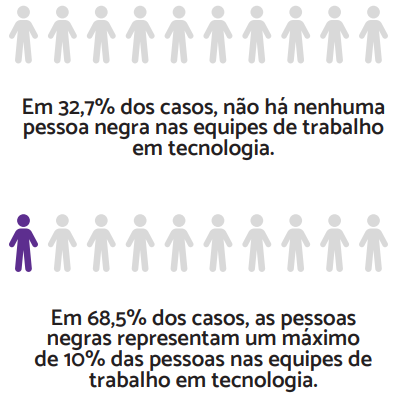 Em 32,7% dos casos, não há nenhuma
pessoa negra nas equipes de trabalho
em tecnologia.
Em 68,5% dos casos, as pessoas
negras representam um máximo
de 10% das pessoas nas equipes de
trabalho em tecnologia.